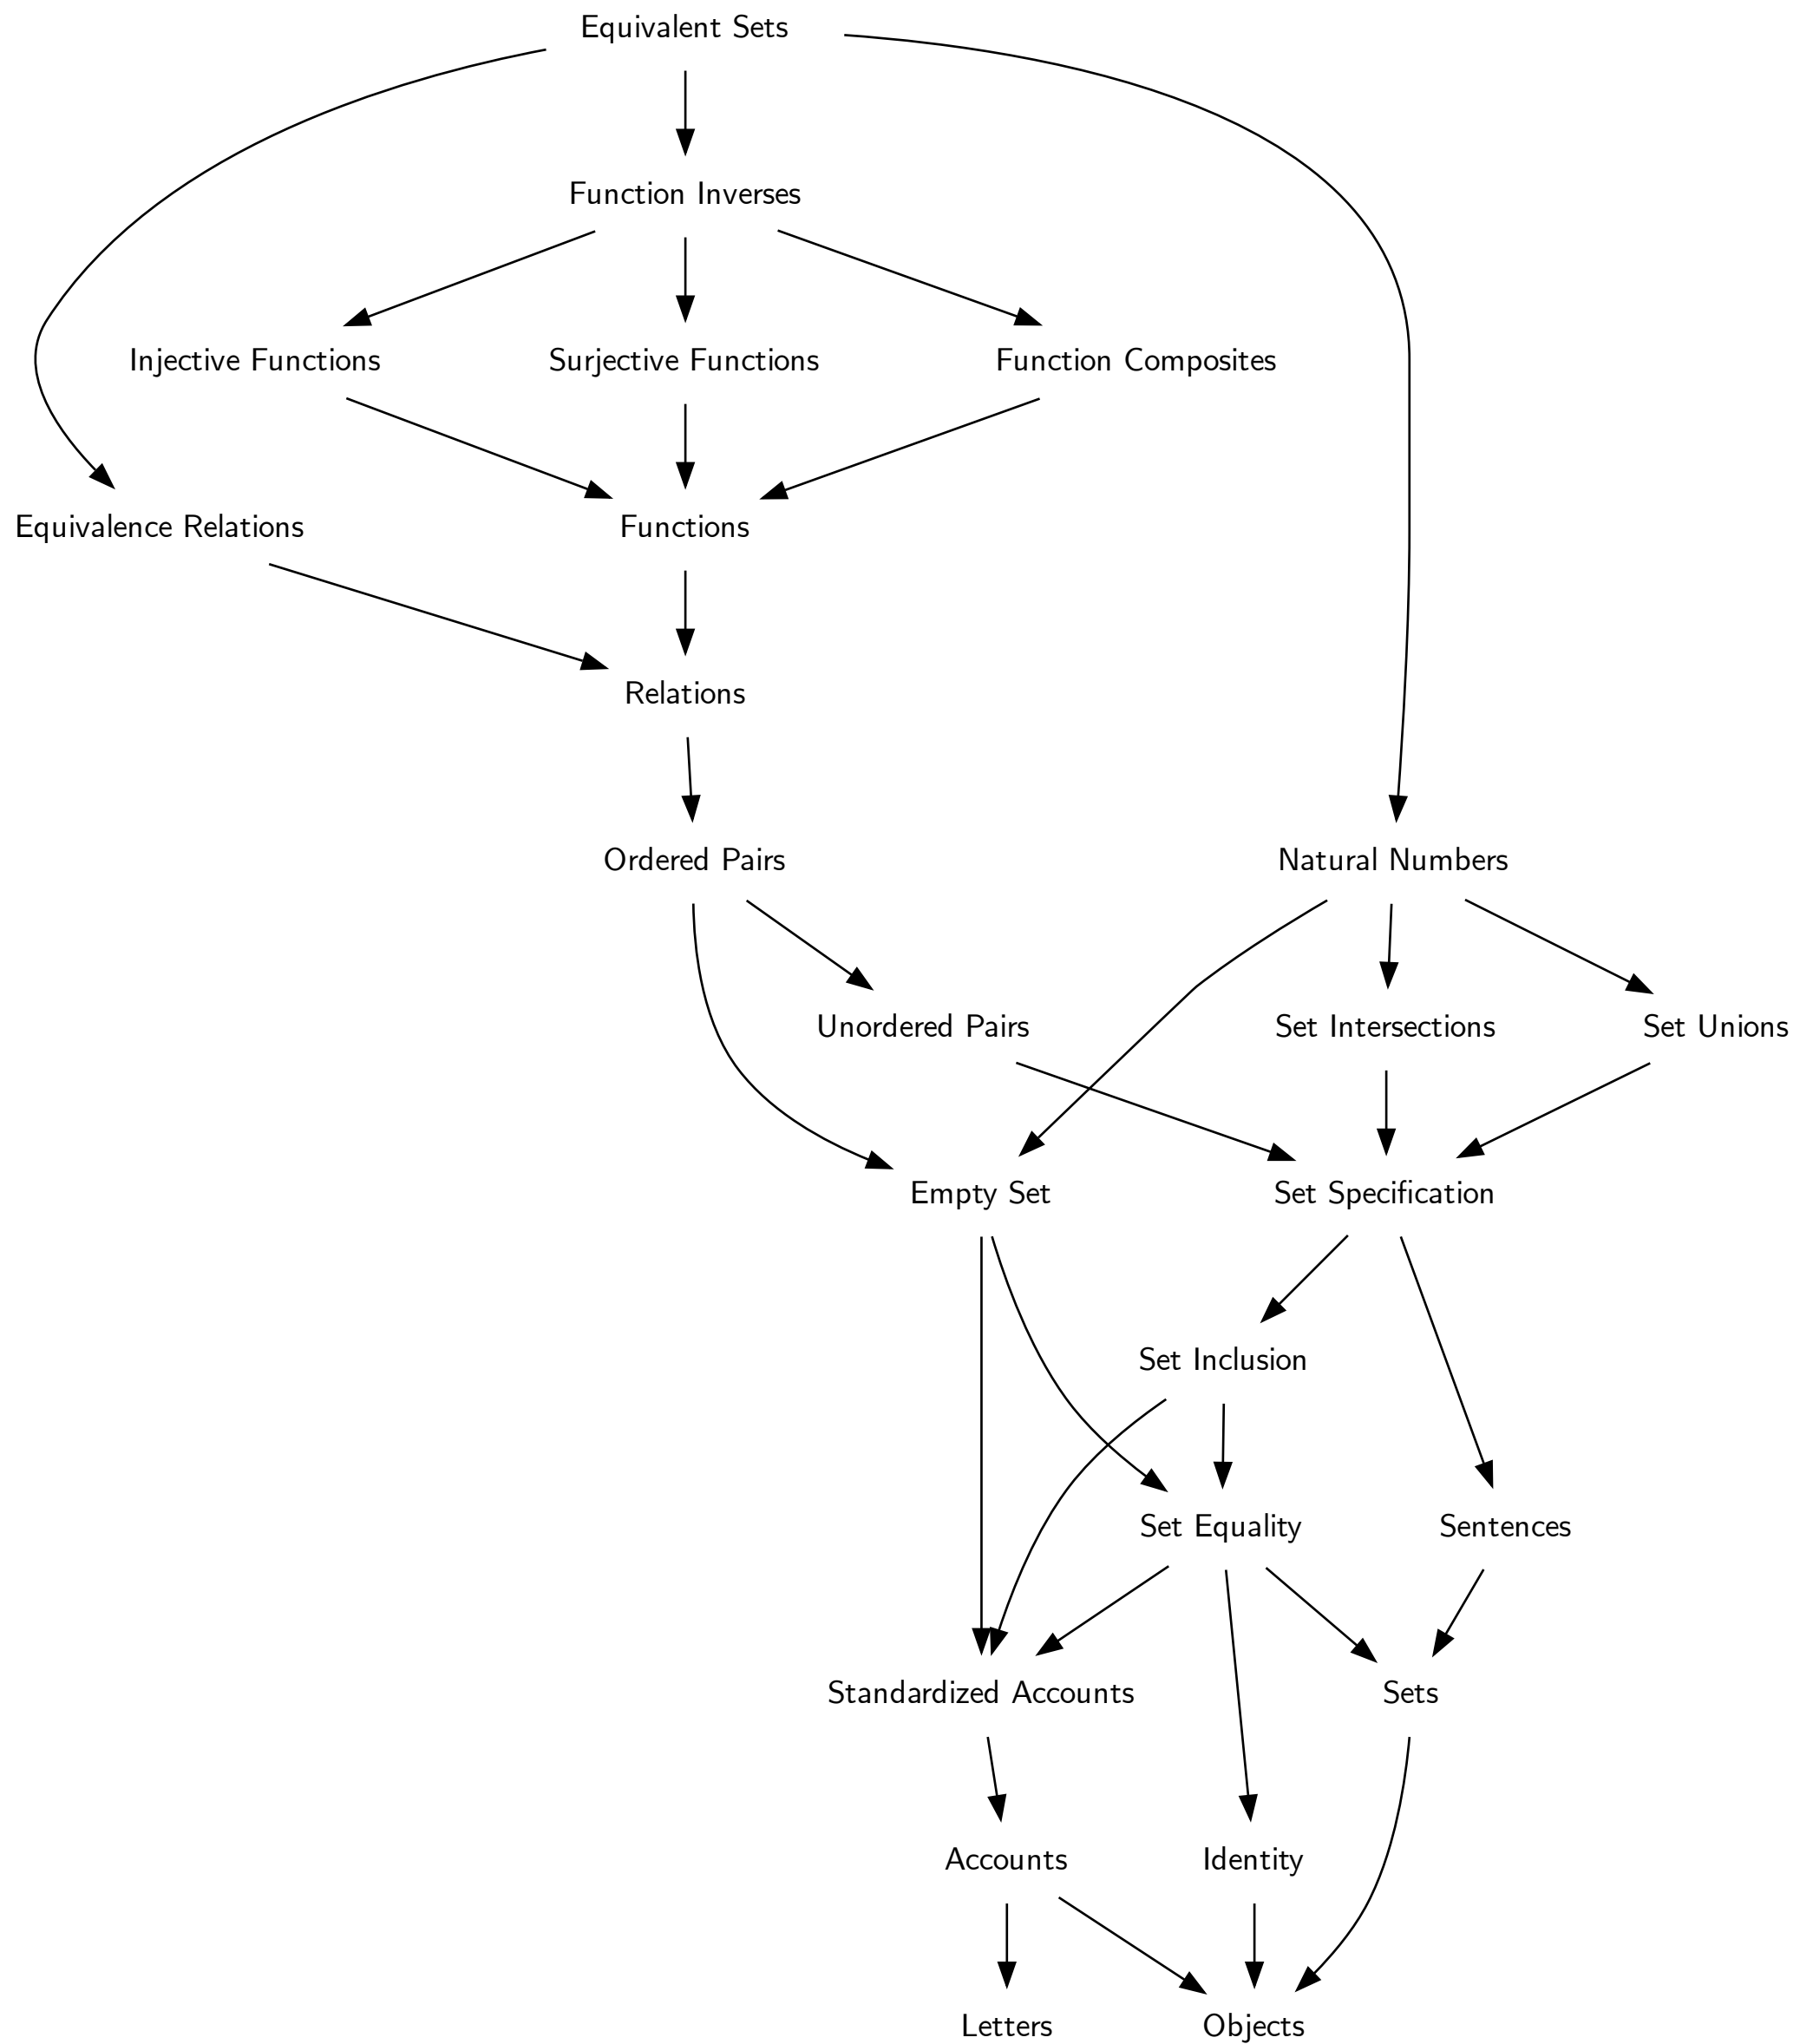 Equivalent Sets
Function Inverses
Injective Functions
Surjective Functions
Function Composites
Equivalence Relations
Functions
Relations
Ordered Pairs
Natural Numbers
Unordered Pairs
Set Intersections
Set Unions
Empty Set
Set Specification
Set Inclusion
Set Equality
Sentences
Standardized Accounts
Sets
Accounts
Identity
Letters
Objects